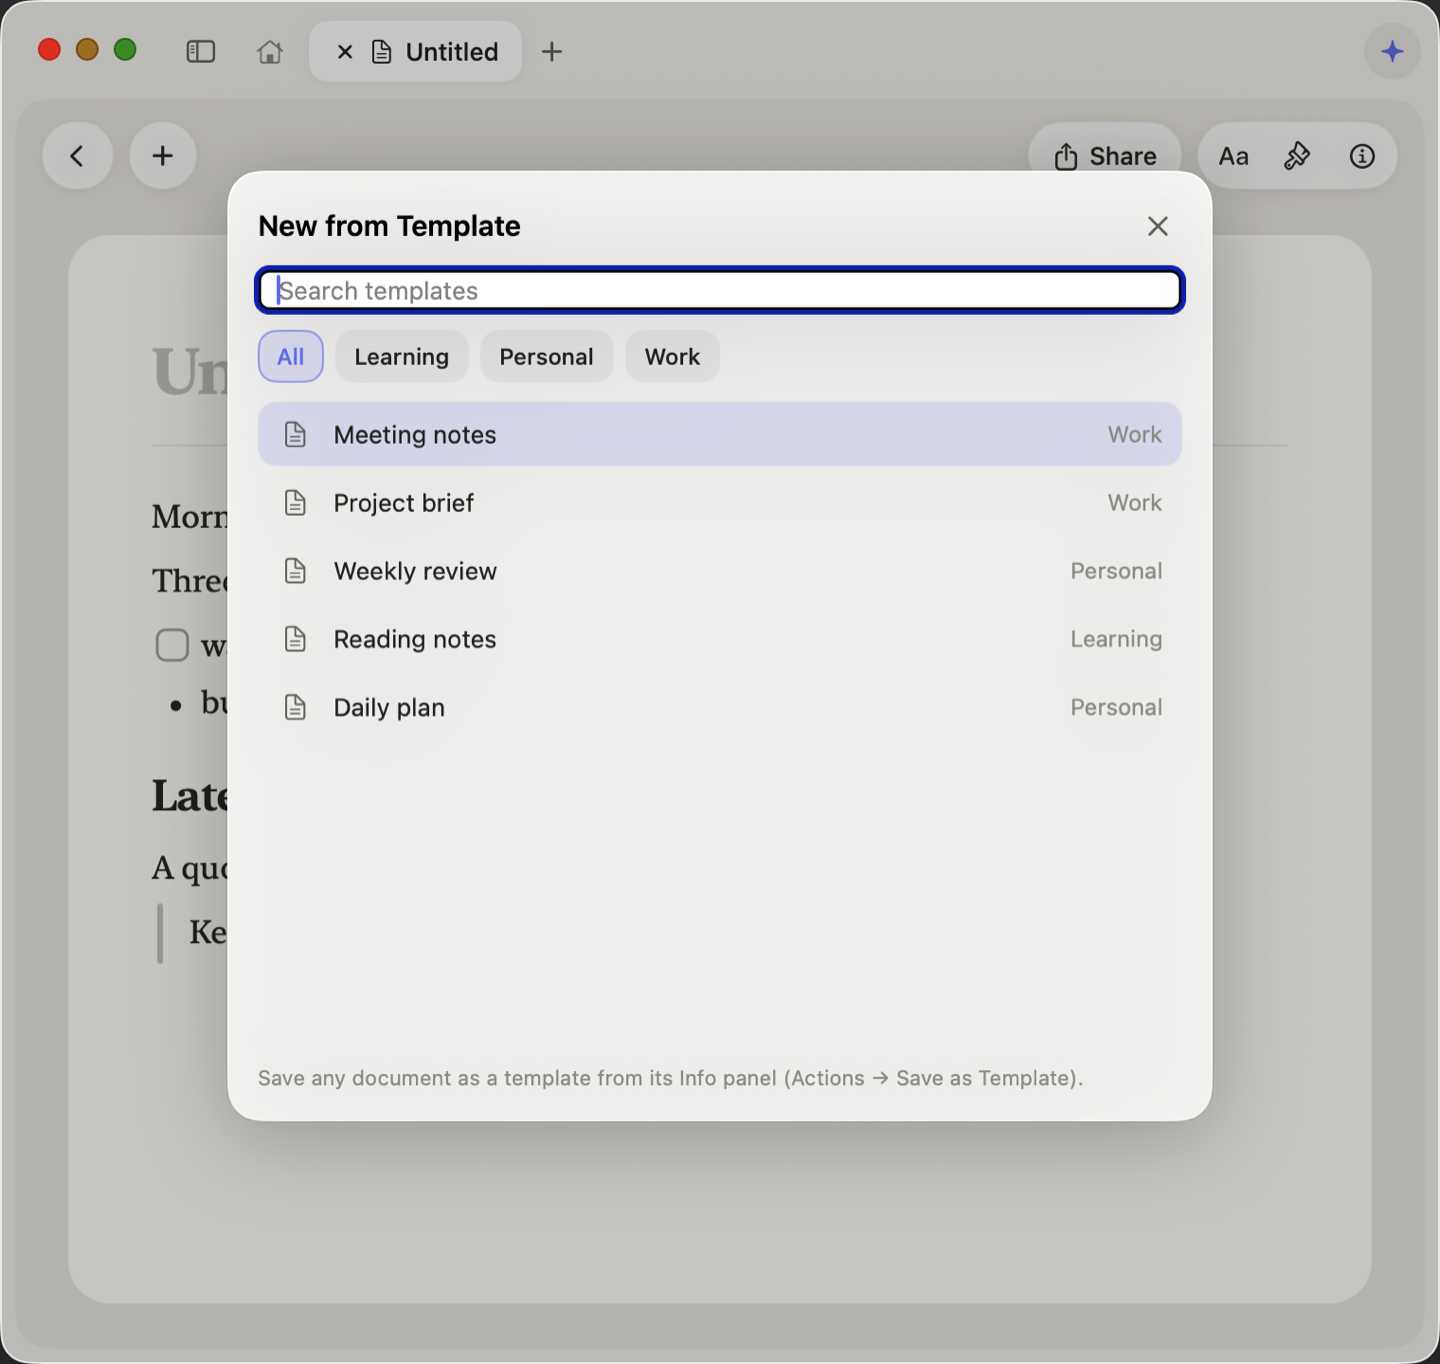 Untitled
Share
Aa
New from Template
Search templates
All
Learning
Personal
Work
Meeting notes
Work
Project brief
Work
Weekly review
Personal
Reading notes
Learning
Daily plan
Personal
Save any document as a template from its Info panel (Actions → Save as Template).
A